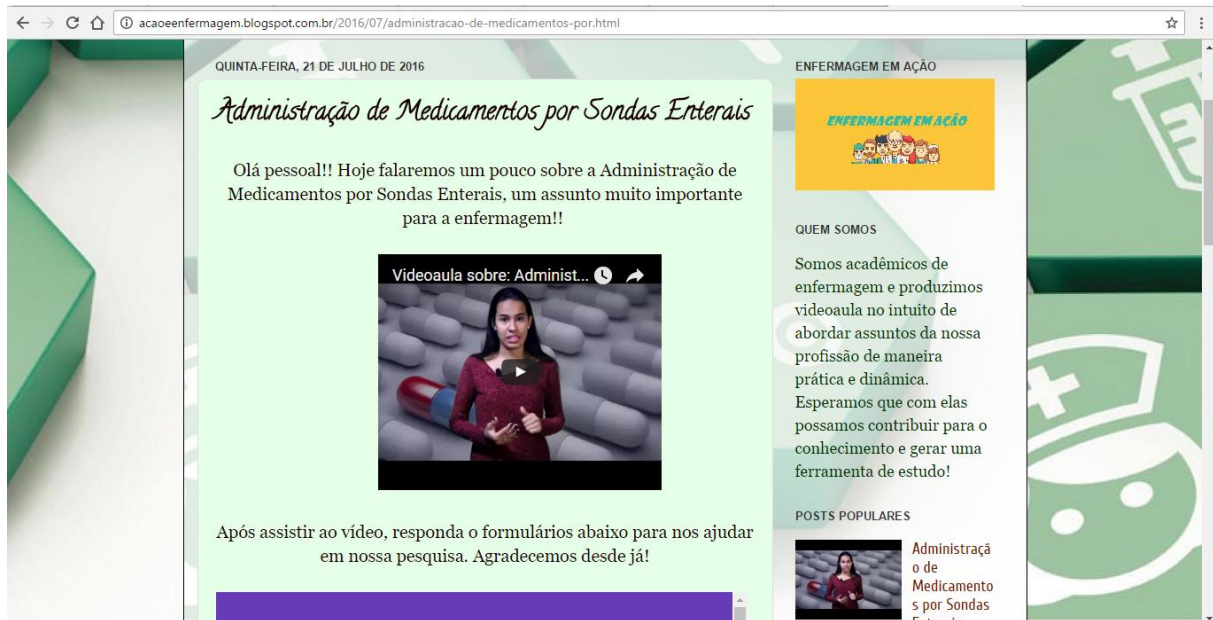 acaoeenfermagem.blogspot.com.br/2016/07/administracao-de-medicamentos-por.html
QUINTA-FEIRA, 21 DE JULHO DE 2016
Administração de Medicamentos por Sondas Enterais
Olá pessoal!! Hoje falaremos um pouco sobre a Administração de
Medicamentos por Sondas Enterais, um assunto muito importante
para a enfermagem!!
Videoaula sobre: Administ...
Após assistir ao vídeo, responda o formulários abaixo para nos ajudar
em nossa pesquisa. Agradecemos desde já!
ENFERMAGEM EM AÇÃO
ENFERMAGEM EM AÇÃO
QUEM SOMOS
Somos acadêmicos de
enfermagem e produzimos
videoaula no intuito de
abordar assuntos da nossa
profissão de maneira
prática e dinâmica.
Esperamos que com elas
possamos contribuir para o
conhecimento e gerar uma
ferramenta de estudo!
POSTS POPULARES
Administraçã
o de
Medicamento
s por Sondas